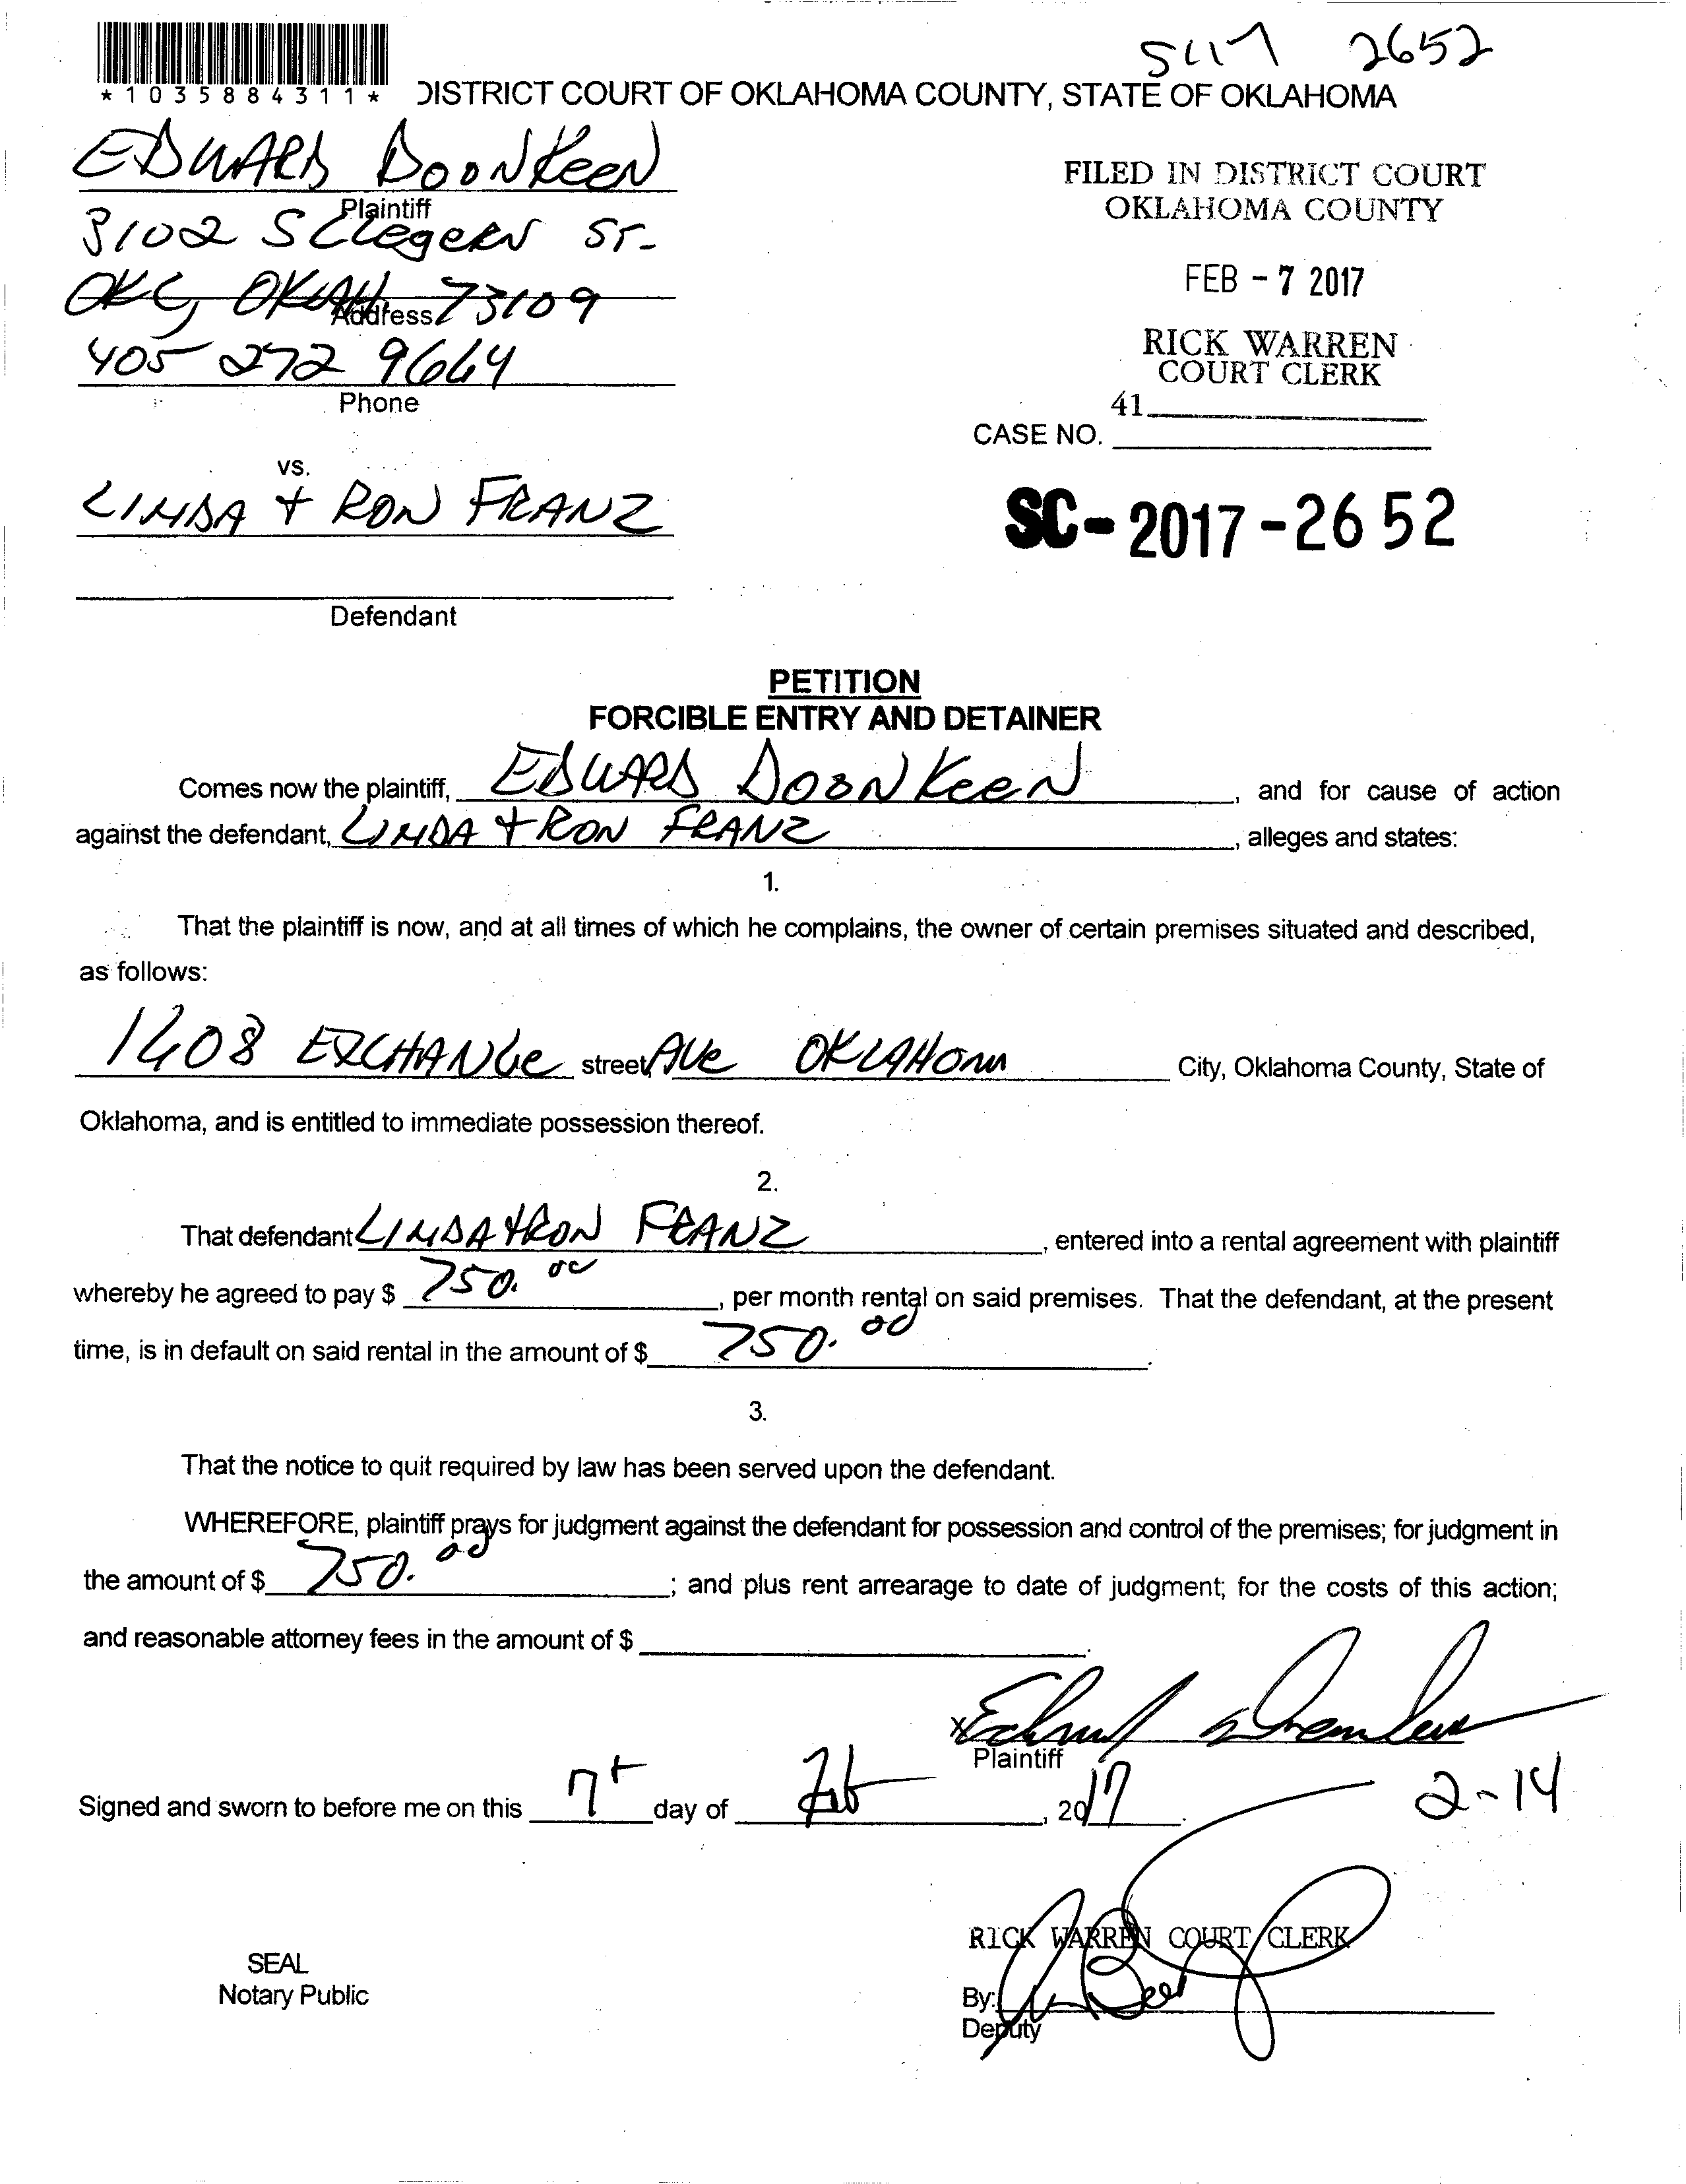 2652
*1035884311*
DISTRICT COURT OF OKLAHOMA COUNTY, STATE OF OKLAHOMA
EDWARD DOONKEEN
Plaintiff
3102 S ST.
OKC, OKLAH 73109
Address
405 272 9664
Phone
FILED IN DISTRICT COURT
OKLAHOMA COUNTY
FEB - 7 2017
RICK WARREN
COURT CLERK
41
CASE NO.
SC-2017-2652
vs.
LINDA + RON FRANZ
Defendant
PETITION
FORCIBLE ENTRY AND DETAINER
Comes now the plaintiff, EDWARD DOONKEEN, and for cause of action
against the defendant, LINDA + RON FRANZ, alleges and states:
1.
That the plaintiff is now, and at all times of which he complains, the owner of certain premises situated and described,
as follows:
1408 EXCHANGE street AVE OKLAHOMA City, Oklahoma County, State of
Oklahoma, and is entitled to immediate possession thereof.
2.
That defendant LINDA + RON FRANZ, entered into a rental agreement with plaintiff
whereby he agreed to pay $ 750.00, per month rental on said premises. That the defendant, at the present
time, is in default on said rental in the amount of $ 750.00.
3.
That the notice to quit required by law has been served upon the defendant.
WHEREFORE, plaintiff prays for judgment against the defendant for possession and control of the premises; for judgment in
the amount of $ 750.00; and plus rent arrearage to date of judgment; for the costs of this action;
and reasonable attorney fees in the amount of $ .
X Edward Doonkeen
Plaintiff
Signed and sworn to before me on this 7th day of Feb, 2017.
2-14
SEAL
Notary Public
RICK WARREN COURT CLERK
By:
Deputy